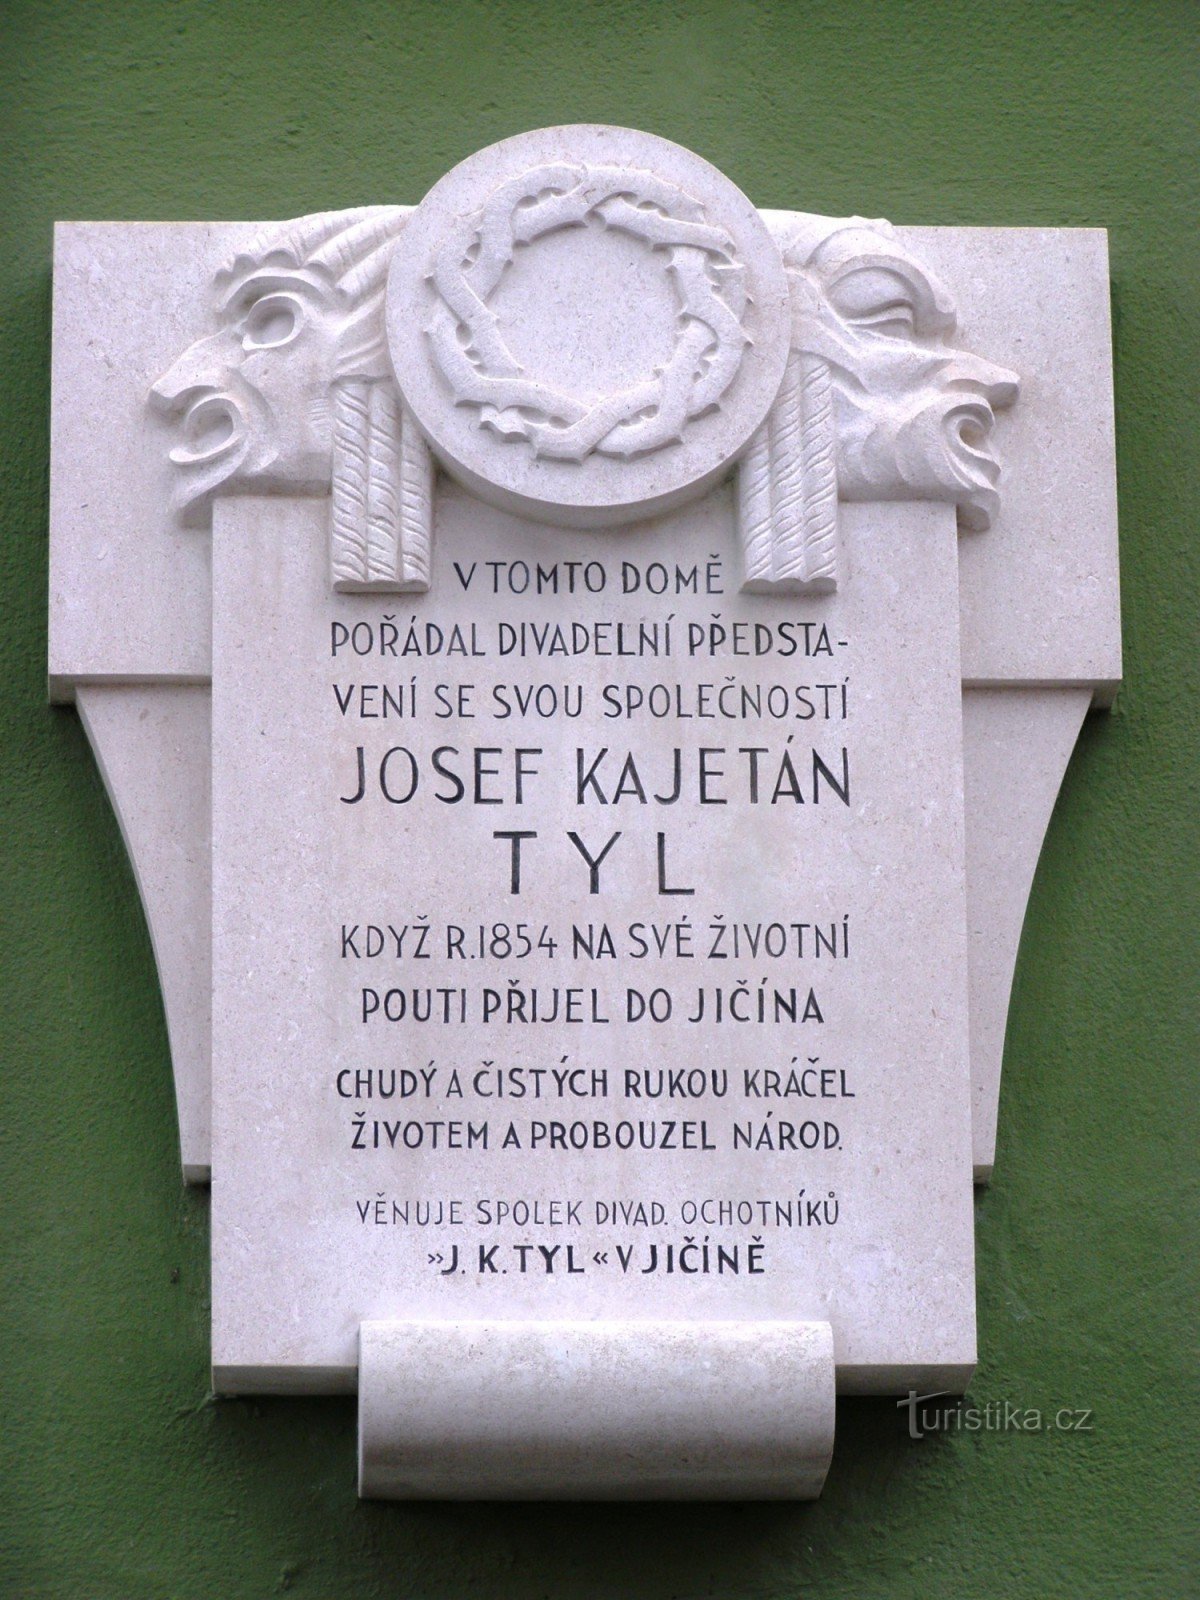 V TOMTO DOMĚ
POŘÁDAL DIVADELNÍ PŘEDSTA-
VENÍ SE SVOU SPOLEČNOSTÍ
JOSEF KAJETÁN
TYL
KDYŽ R.1854 NA SVÉ ŽIVOTNÍ
POUTI PŘIJEL DO JIČÍNA
CHUDÝ A ČISTÝCH RUKOU KRÁČEL
ŽIVOTEM A PROBOUZEL NÁROD.
VĚNUJE SPOLEK DIVAD. OCHOTNÍKŮ
»J. K. TYL« V JIČÍNĚ
Turistika.cz